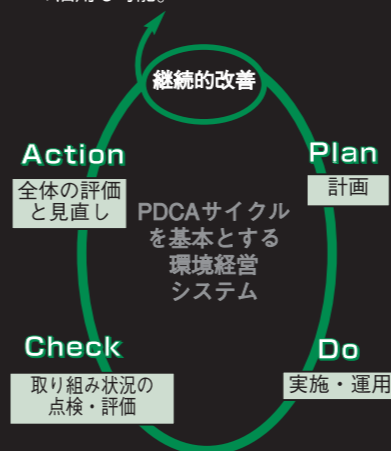 継続的改善
Action
全体の評価
と見直し
Plan
計画
PDCAサイクル
を基本とする
環境経営
システム
Check
取り組み状況の
点検・評価
Do
実施・運用